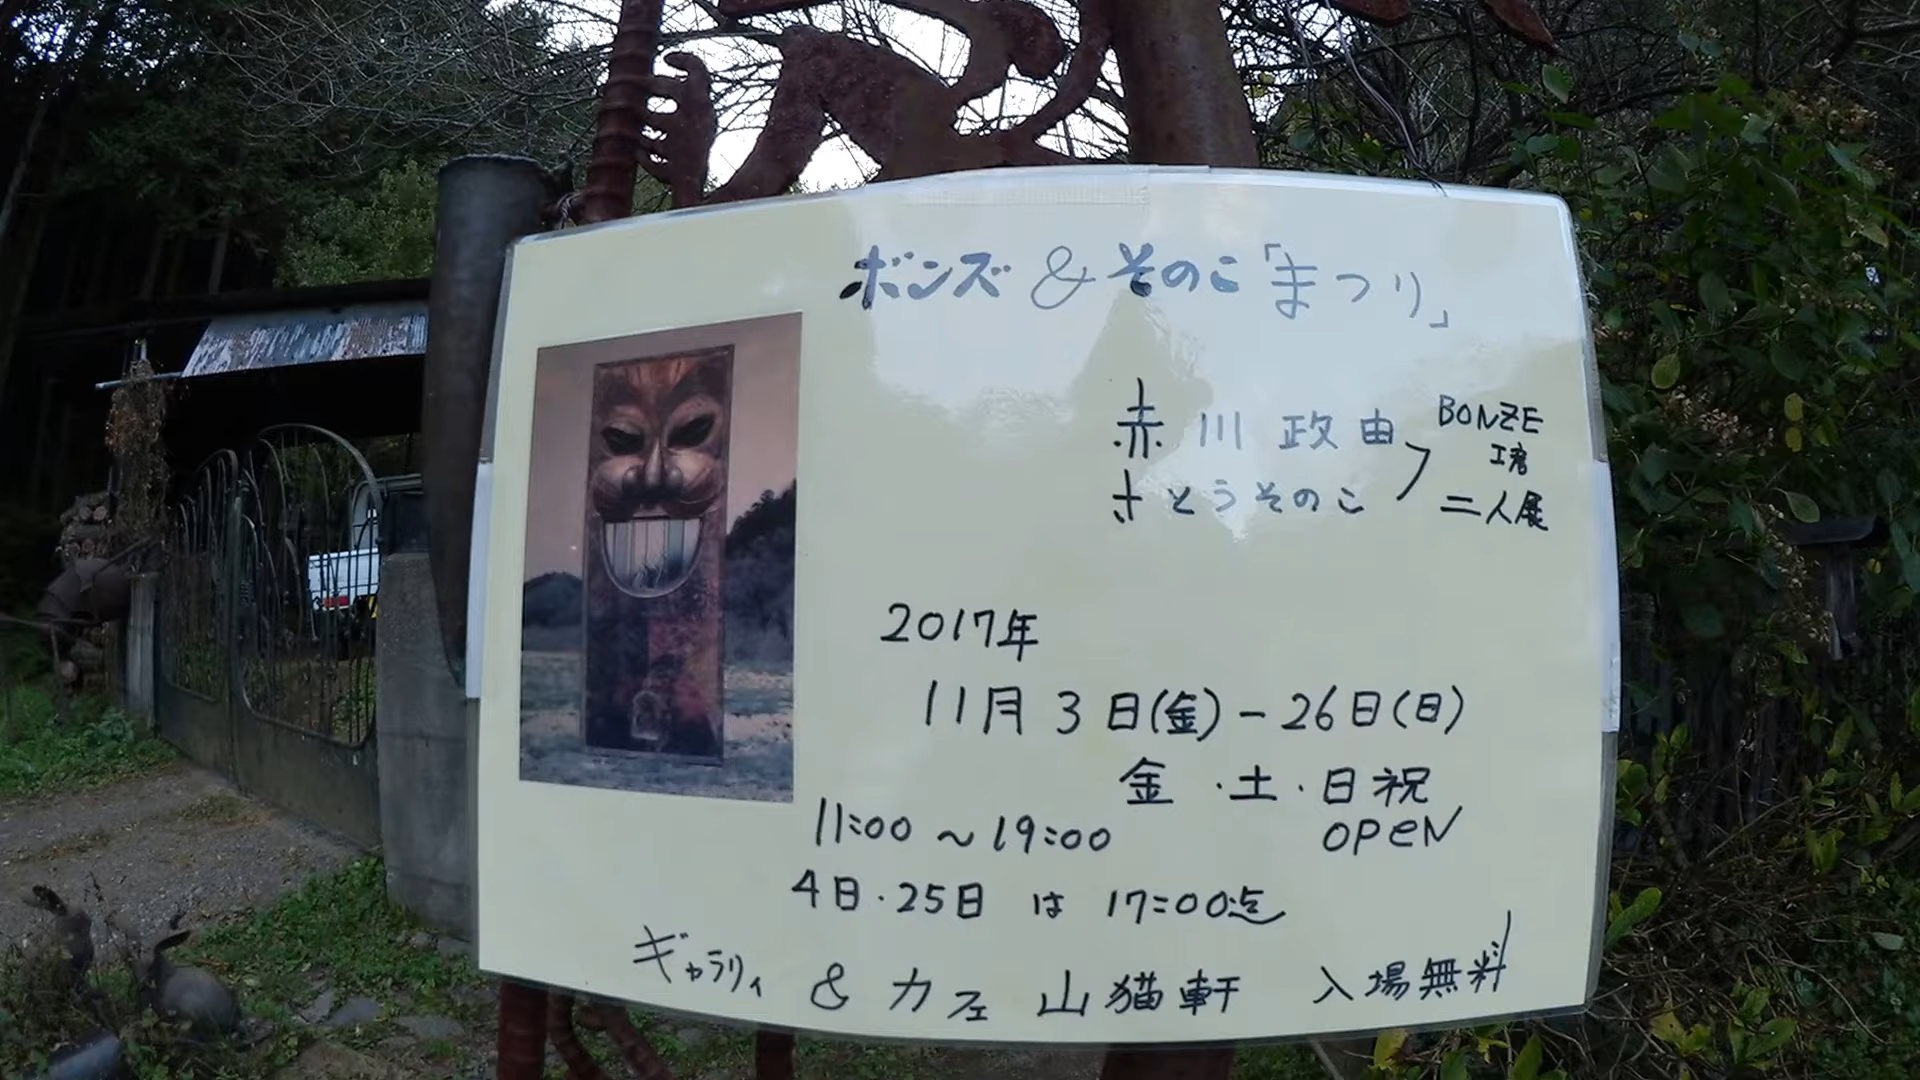 ボンズ & そのこ「まつり」
赤川政由
さとうそのこ
BONZE
工房
二人展
2017年
11月3日(金)-26日(日)
金・土・日祝
11:00～19:00 OPEN
4日・25日は17:00迄
ギャラリィ & カフェ 山猫軒 入場無料